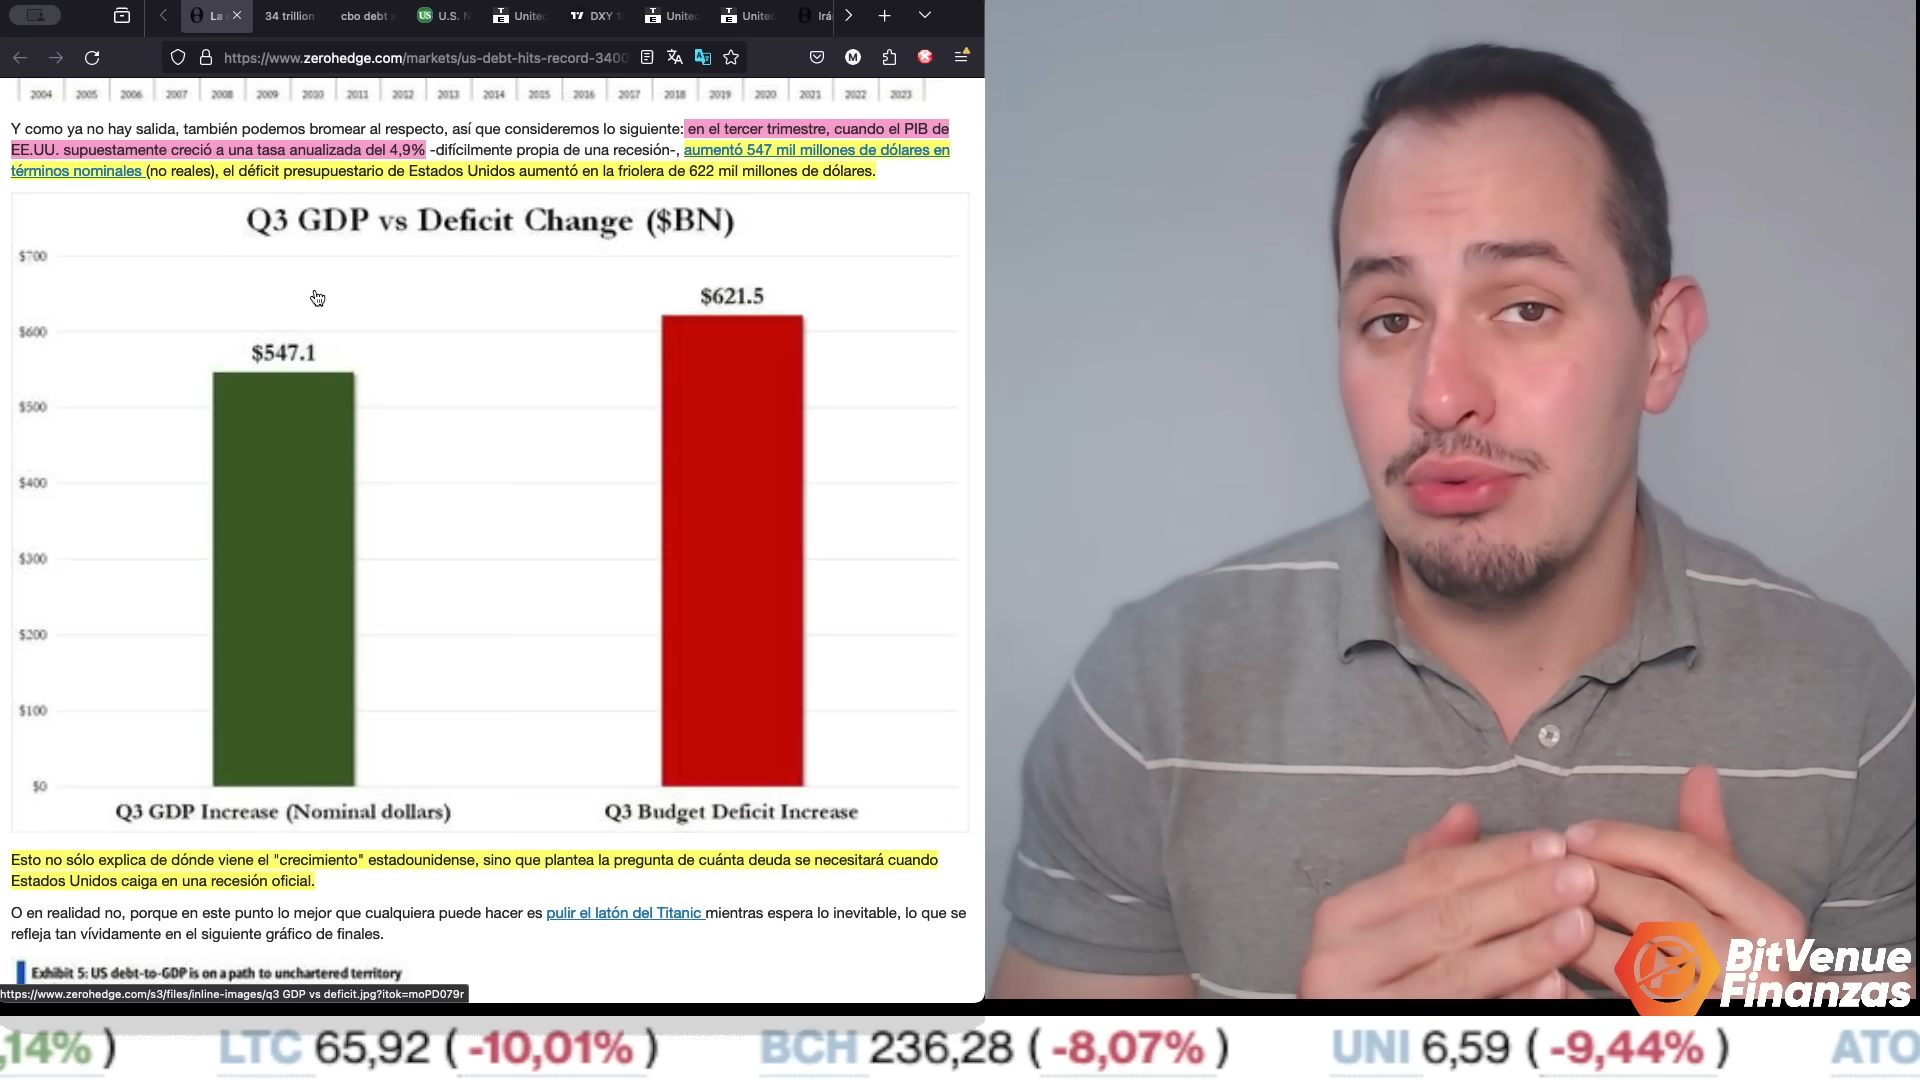 La
34 trillion
cbo debt
US U.S. N
TE Unite
DXY 1
TE Unite
TE Unite
Irá
https://www.zerohedge.com/markets/us-debt-hits-record-3400
M
2004 2005 2006 2007 2008 2009 2010 2011 2012 2013 2014 2015 2016 2017 2018 2019 2020 2021 2022 2023
Y como ya no hay salida, también podemos bromear al respecto, así que consideremos lo siguiente: en el tercer trimestre, cuando el PIB de
EE.UU. supuestamente creció a una tasa anualizada del 4,9% -difícilmente propia de una recesión-, aumentó 547 mil millones de dólares en
términos nominales (no reales), el déficit presupuestario de Estados Unidos aumentó en la friolera de 622 mil millones de dólares.
Q3 GDP vs Deficit Change ($BN)
$700
$621.5
$600
$547.1
$500
$400
$300
$200
$100
$0
Q3 GDP Increase (Nominal dollars)
Q3 Budget Deficit Increase
Esto no sólo explica de dónde viene el "crecimiento" estadounidense, sino que plantea la pregunta de cuánta deuda se necesitará cuando
Estados Unidos caiga en una recesión oficial.
O en realidad no, porque en este punto lo mejor que cualquiera puede hacer es pulir el latón del Titanic mientras espera lo inevitable, lo que se
refleja tan vívidamente en el siguiente gráfico de finales.
Exhibit 5: US debt-to-GDP is on a path to unchartered territory
https://www.zerohedge.com/s3/files/inline-images/q3 GDP vs deficit.jpg?itok=moPD079r
BitVenue
Finanzas
,14% ) LTC 65,92 ( -10,01% ) BCH 236,28 ( -8,07% ) UNI 6,59 ( -9,44% ) ATO